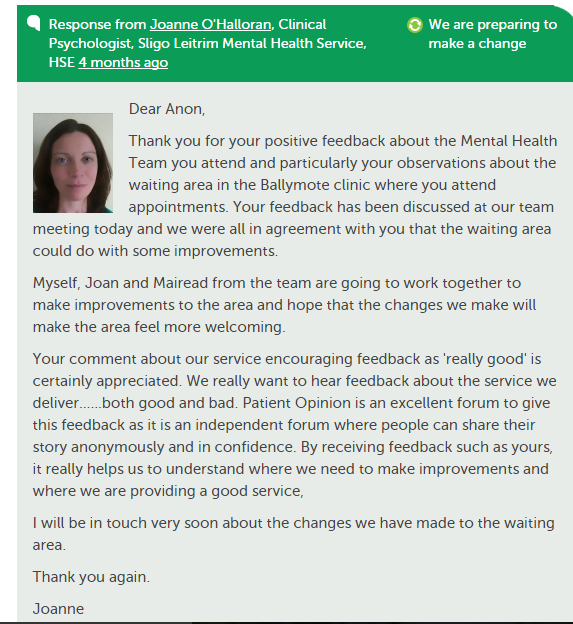 Response from Joanne O'Halloran, Clinical
Psychologist, Sligo Leitrim Mental Health Service,
HSE 4 months ago
We are preparing to
make a change
Dear Anon,
Thank you for your positive feedback about the Mental Health
Team you attend and particularly your observations about the
waiting area in the Ballymote clinic where you attend
appointments. Your feedback has been discussed at our team
meeting today and we were all in agreement with you that the waiting area
could do with some improvements.
Myself, Joan and Mairead from the team are going to work together to
make improvements to the area and hope that the changes we make will
make the area feel more welcoming.
Your comment about our service encouraging feedback as 'really good' is
certainly appreciated. We really want to hear feedback about the service we
deliver......both good and bad. Patient Opinion is an excellent forum to give
this feedback as it is an independent forum where people can share their
story anonymously and in confidence. By receiving feedback such as yours,
it really helps us to understand where we need to make improvements and
where we are providing a good service,
I will be in touch very soon about the changes we have made to the waiting
area.
Thank you again.
Joanne